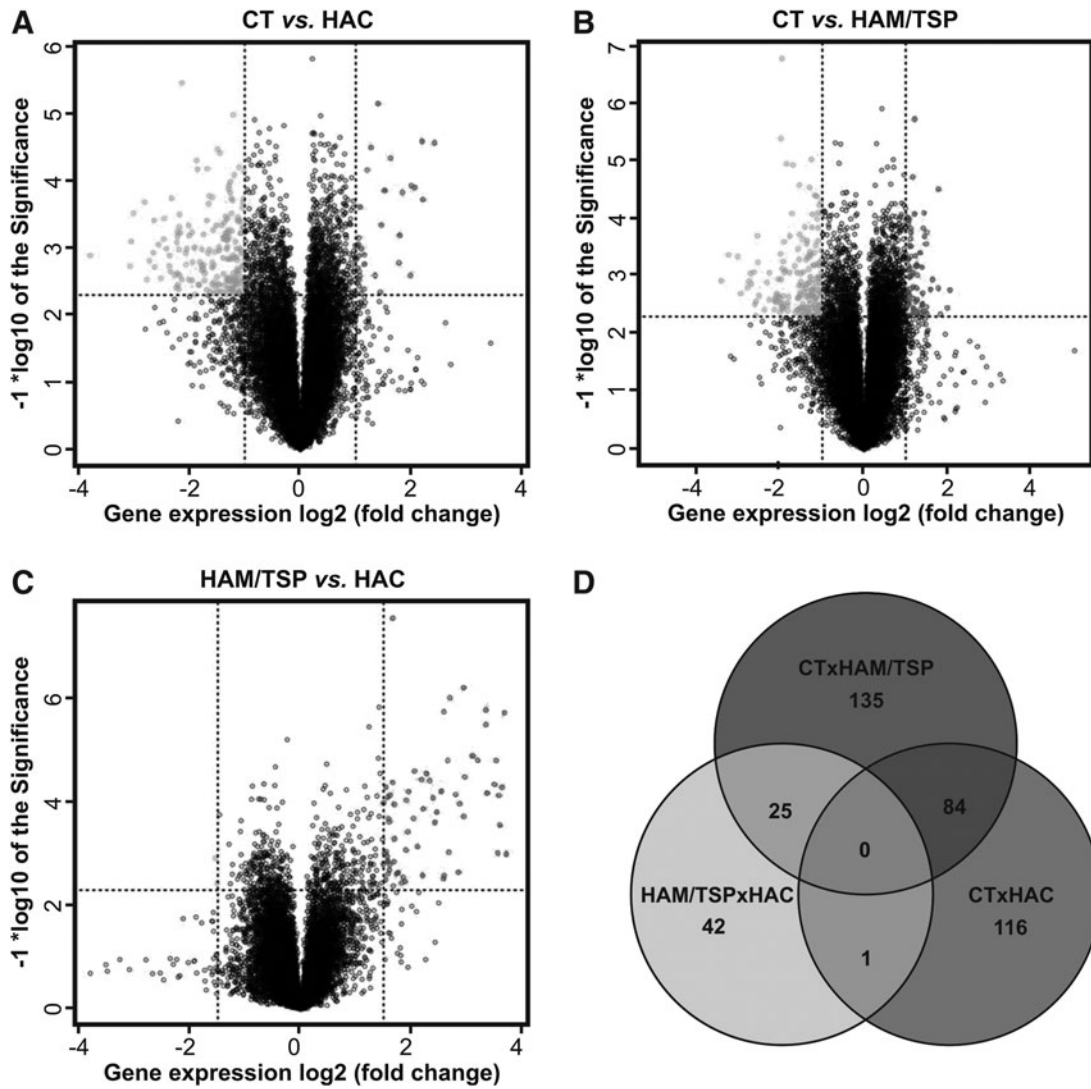 A
CT vs. HAC
-1 *log10 of the Significance
6
5
4
3
2
1
0
-4
-2
0
2
4
Gene expression log2 (fold change)
B
CT vs. HAM/TSP
-1 *log10 of the Significance
7
6
5
4
3
2
1
0
-4
-2
0
2
4
Gene expression log2 (fold change)
C
HAM/TSP vs. HAC
-1 *log10 of the Significance
6
4
2
0
-4
-2
0
2
4
Gene expression log2 (fold change)
D
CTxHAM/TSP
135
25
84
0
HAM/TSPxHAC
42
CTxHAC
116
1